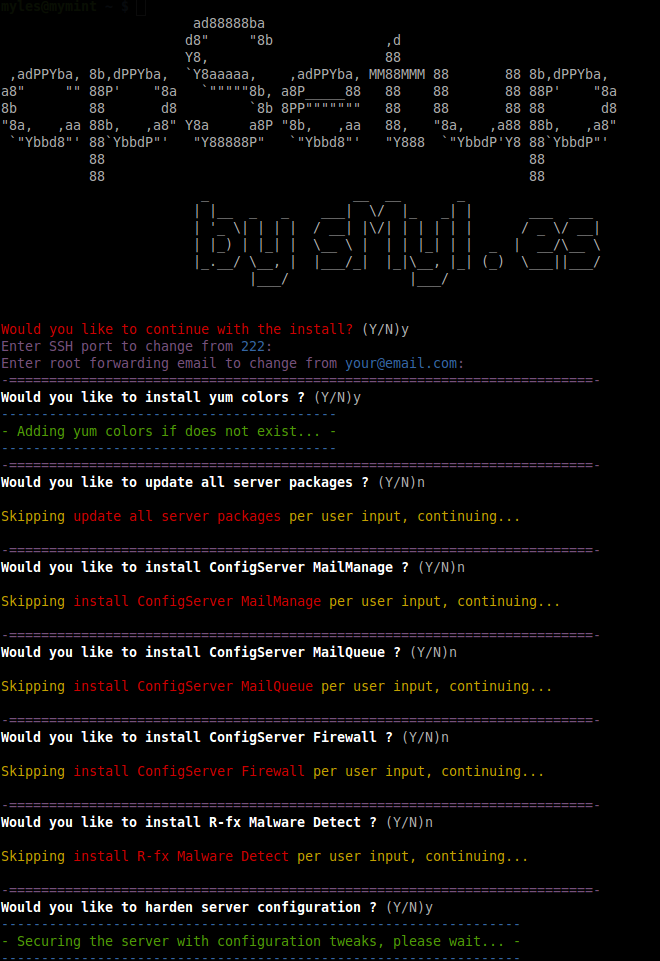 myles@mymint ~ $
cpSetup
by sMyl.es
Would you like to continue with the install? (Y/N)y
Enter SSH port to change from 222:
Enter root forwarding email to change from your@email.com:
-=========================================================================-
Would you like to install yum colors ? (Y/N)y
------------------------------------------
- Adding yum colors if does not exist... -
------------------------------------------
-=========================================================================-
Would you like to update all server packages ? (Y/N)n
Skipping update all server packages per user input, continuing...
-=========================================================================-
Would you like to install ConfigServer MailManage ? (Y/N)n
Skipping install ConfigServer MailManage per user input, continuing...
-=========================================================================-
Would you like to install ConfigServer MailQueue ? (Y/N)n
Skipping install ConfigServer MailQueue per user input, continuing...
-=========================================================================-
Would you like to install ConfigServer Firewall ? (Y/N)n
Skipping install ConfigServer Firewall per user input, continuing...
-=========================================================================-
Would you like to install R-fx Malware Detect ? (Y/N)n
Skipping install R-fx Malware Detect per user input, continuing...
-=========================================================================-
Would you like to harden server configuration ? (Y/N)y
-----------------------------------------------------------------
- Securing the server with configuration tweaks, please wait... -
-----------------------------------------------------------------